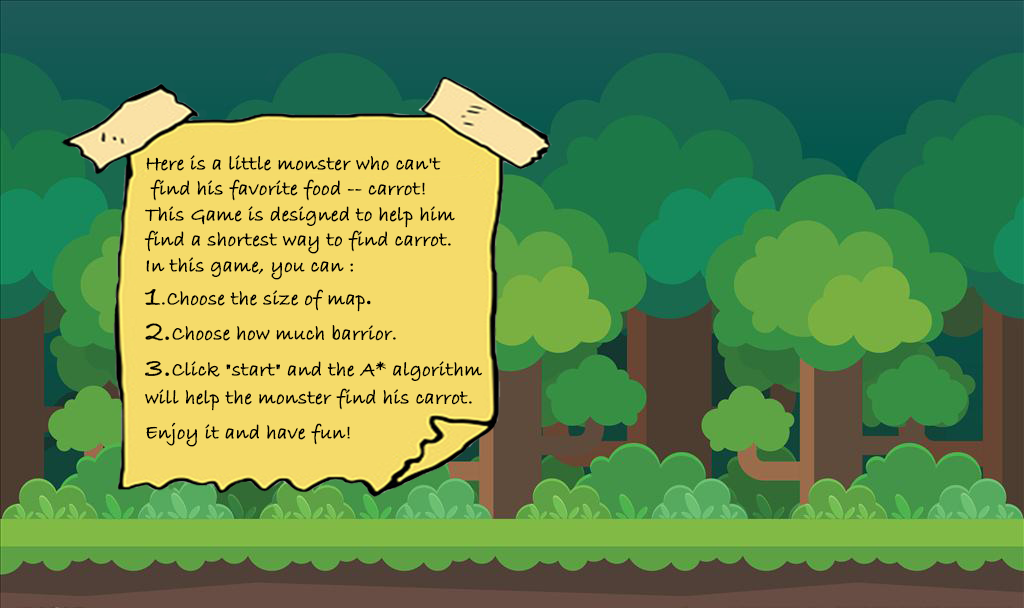 Here is a little monster who can't
find his favorite food -- carrot!
This Game is designed to help him
find a shortest way to find carrot.
In this game, you can :
1.Choose the size of map.
2.Choose how much barrior.
3.Click "start" and the A* algorithm
will help the monster find his carrot.
Enjoy it and have fun!